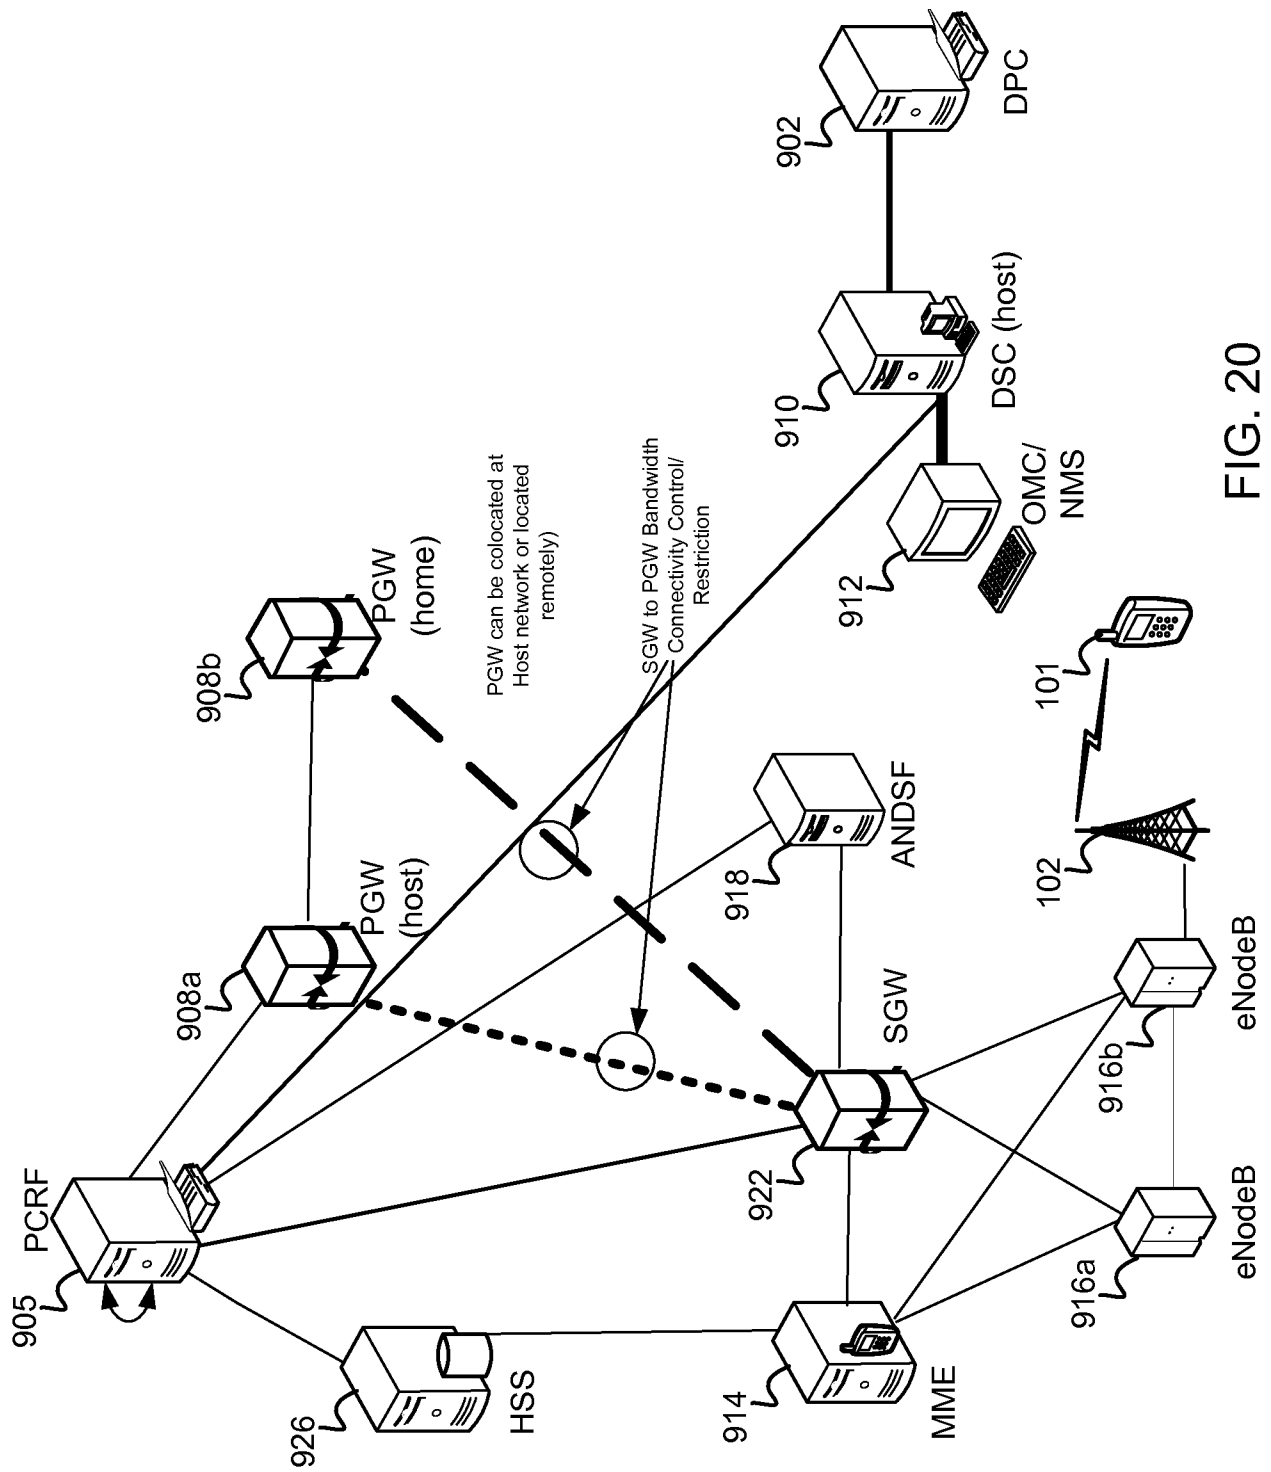 905
PCRF
908a
PGW
(host)
908b
PGW
(home)
926
HSS
PGW can be colocated at
Host network or located
remotely)
SGW to PGW Bandwidth
Connectivity Control/
Restriction
914
MME
922
SGW
918
ANDSF
912
OMC/
NMS
910
DSC (host)
902
DPC
916a
eNodeB
916b
eNodeB
102
101
FIG. 20